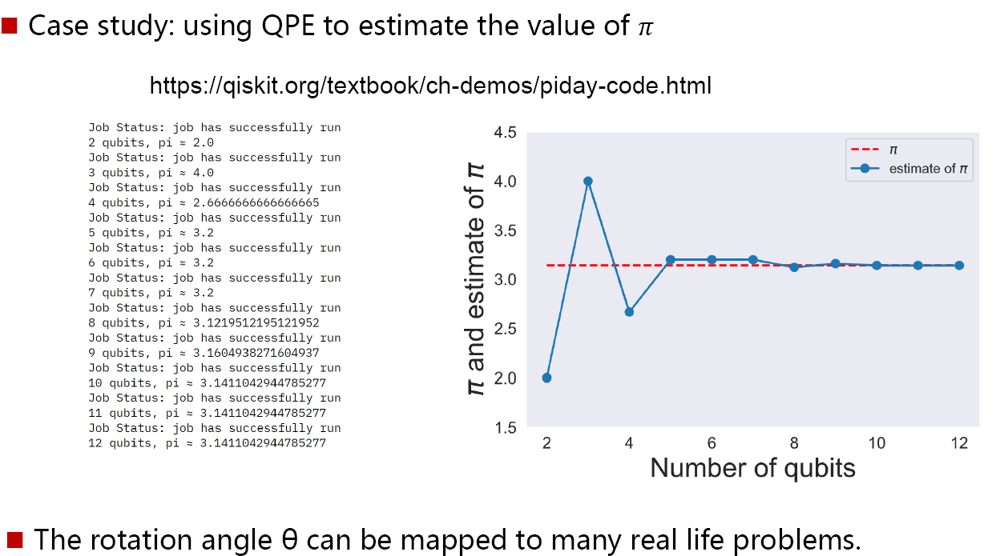 Case study: using QPE to estimate the value of π
https://qiskit.org/textbook/ch-demos/piday-code.html
Job Status: job has successfully run
2 qubits, pi ≈ 2.0
Job Status: job has successfully run
3 qubits, pi ≈ 4.0
Job Status: job has successfully run
4 qubits, pi ≈ 2.6666666666666665
Job Status: job has successfully run
5 qubits, pi ≈ 3.2
Job Status: job has successfully run
6 qubits, pi ≈ 3.2
Job Status: job has successfully run
7 qubits, pi ≈ 3.2
Job Status: job has successfully run
8 qubits, pi ≈ 3.1219512195121952
Job Status: job has successfully run
9 qubits, pi ≈ 3.1604938271604937
Job Status: job has successfully run
10 qubits, pi ≈ 3.1411042944785277
Job Status: job has successfully run
11 qubits, pi ≈ 3.1411042944785277
Job Status: job has successfully run
12 qubits, pi ≈ 3.1411042944785277
π and estimate of π
4.5
4.0
3.5
3.0
2.5
2.0
1.5
π
estimate of π
2 4 6 8 10 12
Number of qubits
The rotation angle θ can be mapped to many real life problems.